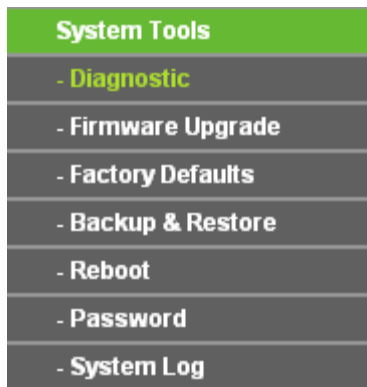 System Tools
- Diagnostic
- Firmware Upgrade
- Factory Defaults
- Backup & Restore
- Reboot
- Password
- System Log